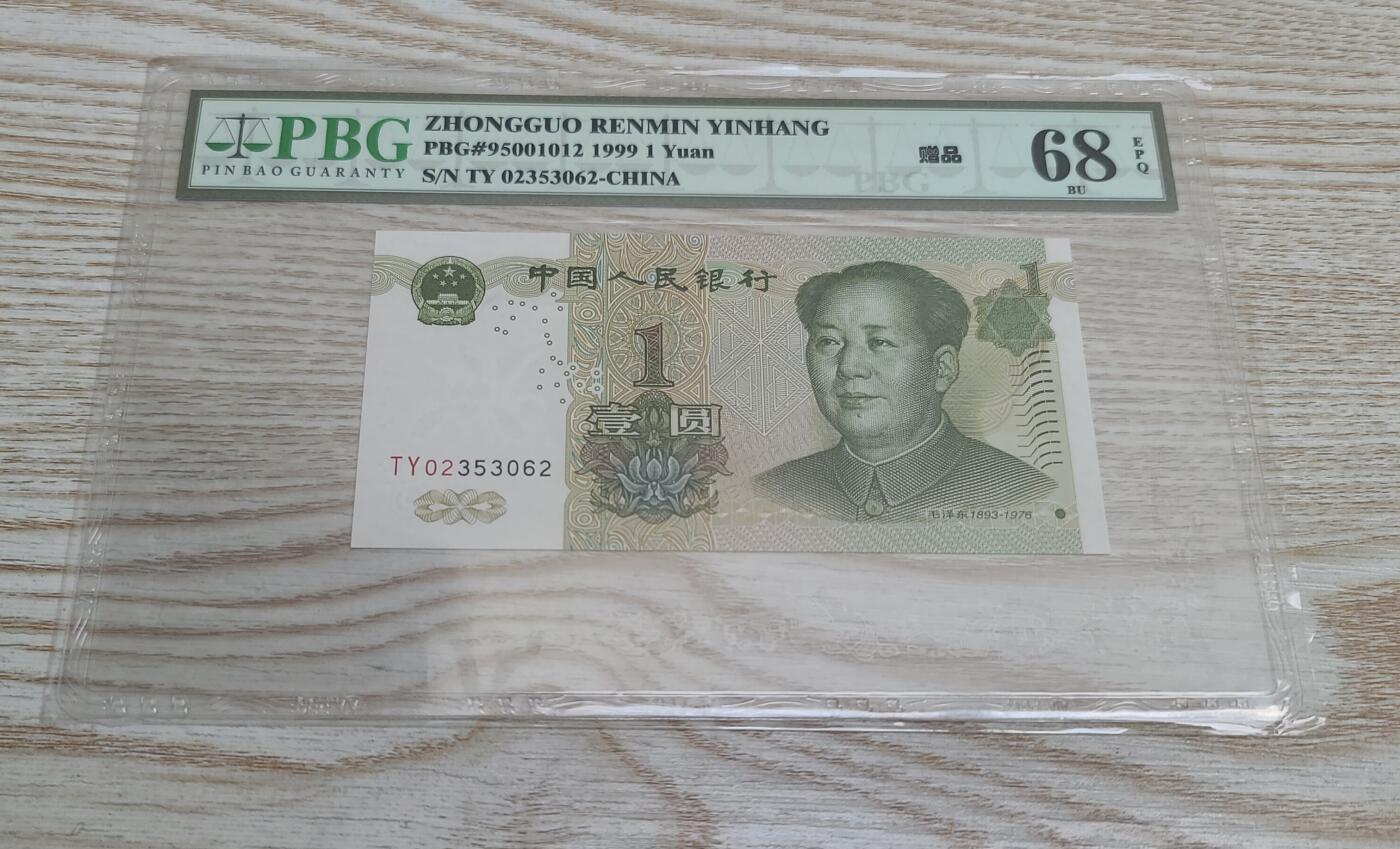 PBG
PIN BAO GUARANTY
ZHONGGUO RENMIN YINHANG
PBG#95001012 1999 1 Yuan
S/N TY 02353062-CHINA
赠品
68
BU
EPQ
中国人民银行
1
1
壹圆
TY02353062
毛泽东1893-1976